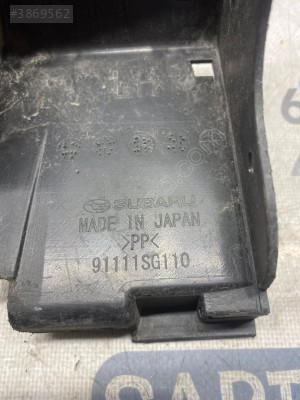 #3869562
SUBARU
MADE IN JAPAN
>PP<
91111SG110